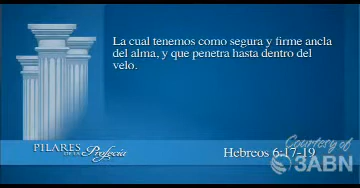 La cual tenemos como segura y firme ancla
del alma, y que penetra hasta dentro del
velo.
PILARES
DE LA Profecía
Hebreos 6:17-19
Courtesy of
3ABN